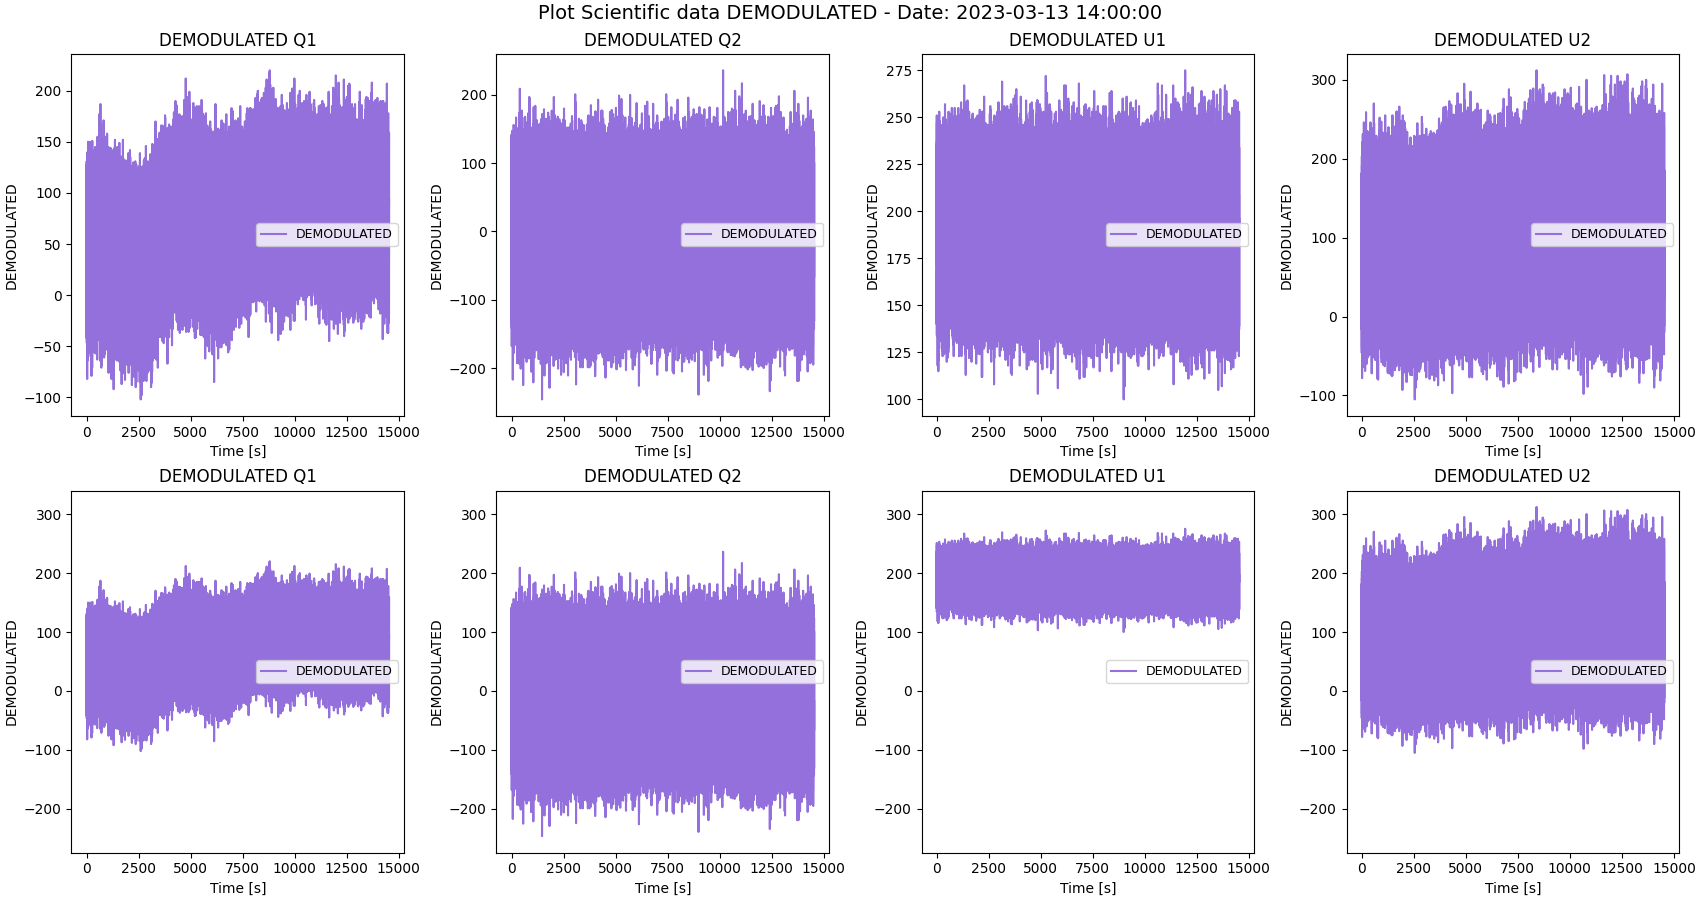 Plot Scientific data DEMODULATED - Date: 2023-03-13 14:00:00
DEMODULATED Q1
DEMODULATED
200
150
100
50
0
−50
−100
DEMODULATED
0 2500 5000 7500 10000 12500 15000
Time [s]
DEMODULATED Q2
DEMODULATED
200
100
0
−100
−200
DEMODULATED
0 2500 5000 7500 10000 12500 15000
Time [s]
DEMODULATED U1
DEMODULATED
275
250
225
200
175
150
125
100
DEMODULATED
0 2500 5000 7500 10000 12500 15000
Time [s]
DEMODULATED U2
DEMODULATED
300
200
100
0
−100
DEMODULATED
0 2500 5000 7500 10000 12500 15000
Time [s]
DEMODULATED Q1
DEMODULATED
300
200
100
0
−100
−200
DEMODULATED
0 2500 5000 7500 10000 12500 15000
Time [s]
DEMODULATED Q2
DEMODULATED
300
200
100
0
−100
−200
DEMODULATED
0 2500 5000 7500 10000 12500 15000
Time [s]
DEMODULATED U1
DEMODULATED
300
200
100
0
−100
−200
DEMODULATED
0 2500 5000 7500 10000 12500 15000
Time [s]
DEMODULATED U2
DEMODULATED
300
200
100
0
−100
−200
DEMODULATED
0 2500 5000 7500 10000 12500 15000
Time [s]